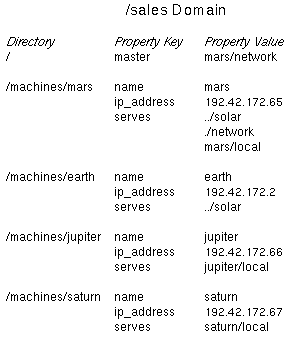 /sales Domain
Directory Property Key Property Value
/ master mars/network
/machines/mars name mars
ip_address 192.42.172.65
serves ../solar
./network
mars/local
/machines/earth name earth
ip_address 192.42.172.2
serves ../solar
/machines/jupiter name jupiter
ip_address 192.42.172.66
serves jupiter/local
/machines/saturn name saturn
ip_address 192.42.172.67
serves saturn/local